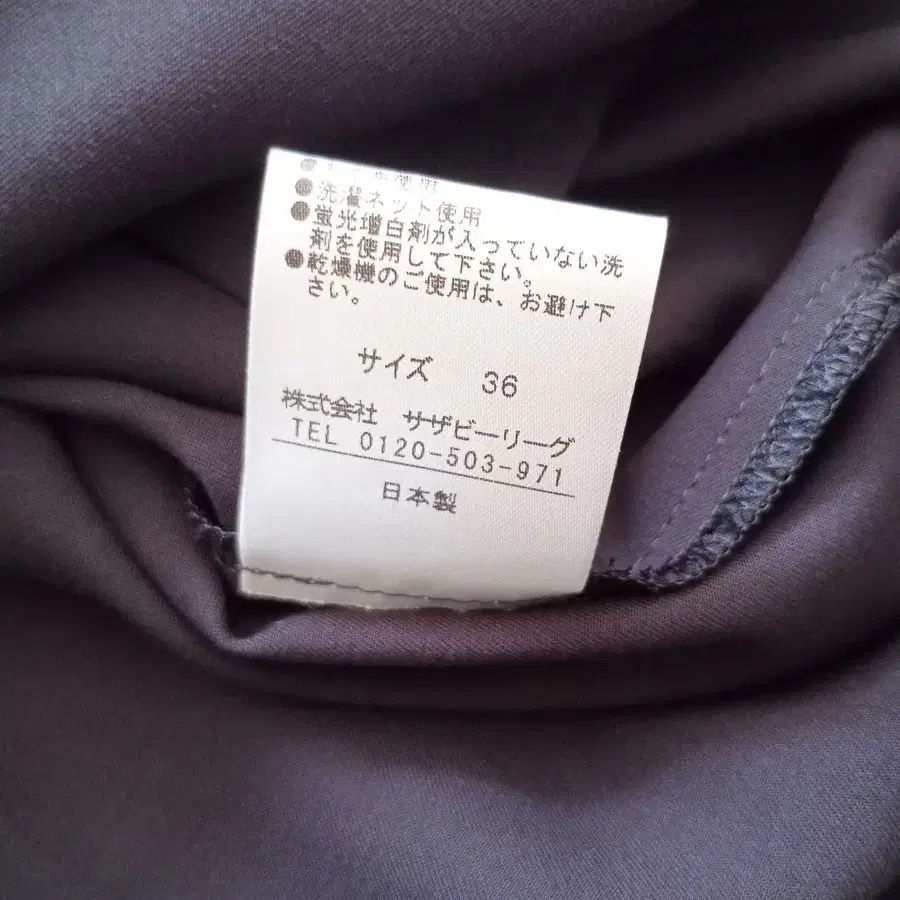 使用
洗濯ネット使用
蛍光増白剤が入っていない洗
剤を使用して下さい。
乾燥機のご使用は、お避け下
さい。
サイズ 36
株式会社 サザビーリーグ
TEL 0120-503-971
日本製